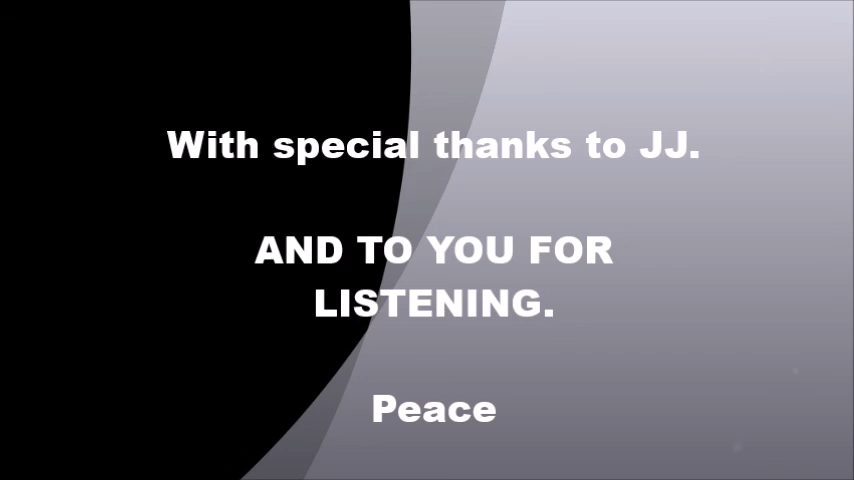 With special thanks to JJ.
AND TO YOU FOR
LISTENING.
Peace